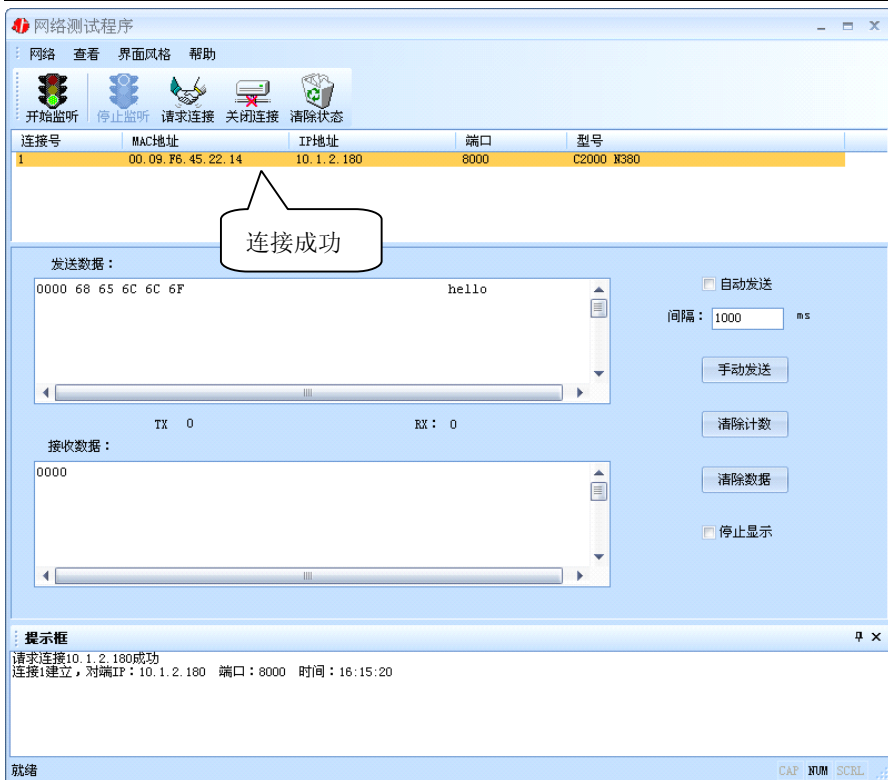 网络测试程序
网络 查看 界面风格 帮助
开始监听 停止监听 请求连接 关闭连接 清除状态
连接号 MAC地址 IP地址 端口 型号
1 00.09.F6.45.22.14 10.1.2.180 8000 C2000 N380
连接成功
发送数据：
0000 68 65 6C 6C 6F hello
自动发送
间隔： 1000 ms
手动发送
TX 0 RX： 0
清除计数
接收数据：
0000
清除数据
停止显示
提示框
请求连接10.1.2.180成功
连接1建立，对端IP：10.1.2.180 端口：8000 时间：16:15:20
就绪 CAP NUM SCRL